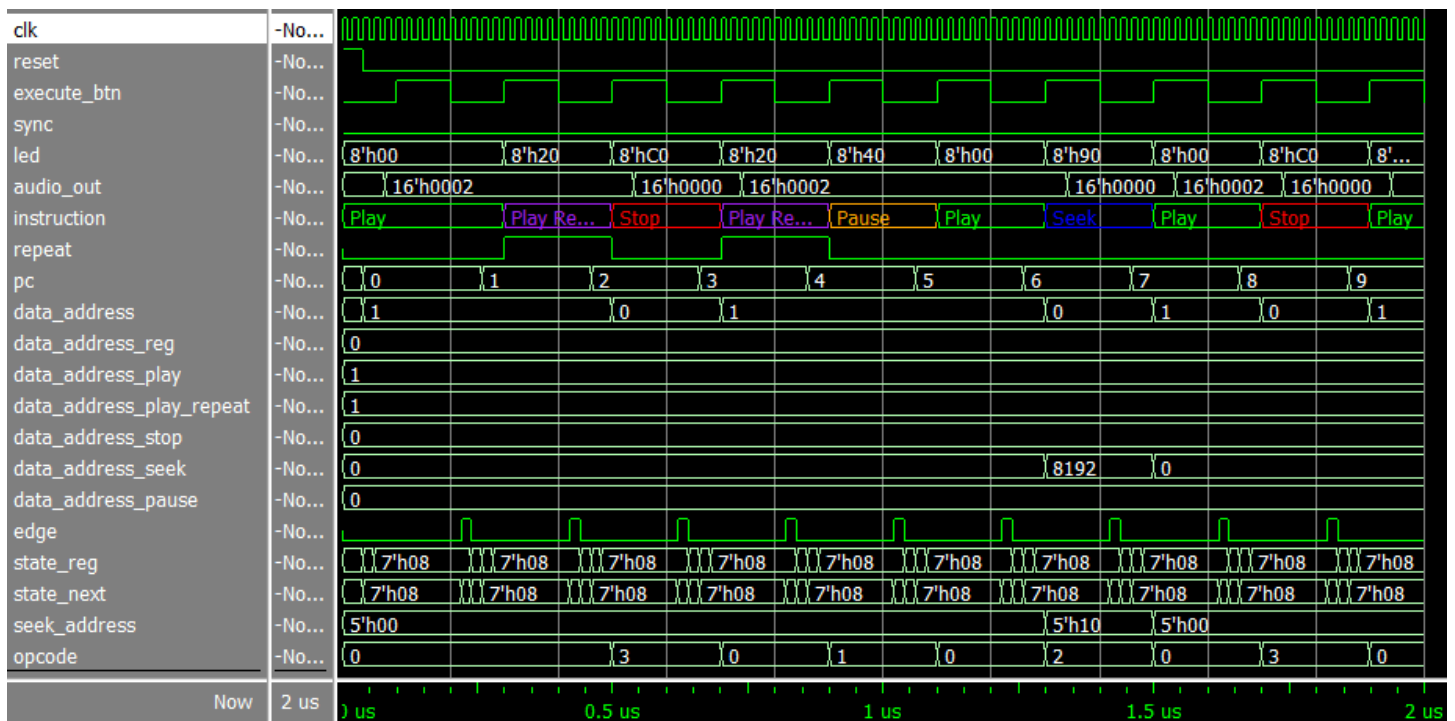 clk -No...
reset -No...
execute_btn -No...
sync -No...
led -No... 8'h00 8'h20 8'hC0 8'h20 8'h40 8'h00 8'h90 8'h00 8'hC0 8'...
audio_out -No... 16'h0002 16'h0000 16'h0002 16'h0000 16'h0002 16'h0000
instruction -No... Play Play Re... Stop Play Re... Pause Play Seek Play Stop Play
repeat -No...
pc -No... 0 1 2 3 4 5 6 7 8 9
data_address -No... 1 0 1 0 1 0 1
data_address_reg -No... 0
data_address_play -No... 1
data_address_play_repeat -No... 1
data_address_stop -No... 0
data_address_seek -No... 0 8192 0
data_address_pause -No... 0
edge -No...
state_reg -No... 7'h08 7'h08 7'h08 7'h08 7'h08 7'h08 7'h08 7'h08 7'h08 7'h08
state_next -No... 7'h08 7'h08 7'h08 7'h08 7'h08 7'h08 7'h08 7'h08 7'h08 7'h08
seek_address -No... 5'h00 5'h10 5'h00
opcode -No... 0 3 0 1 0 2 0 3 0
Now 2 us us 0.5 us 1 us 1.5 us 2 us